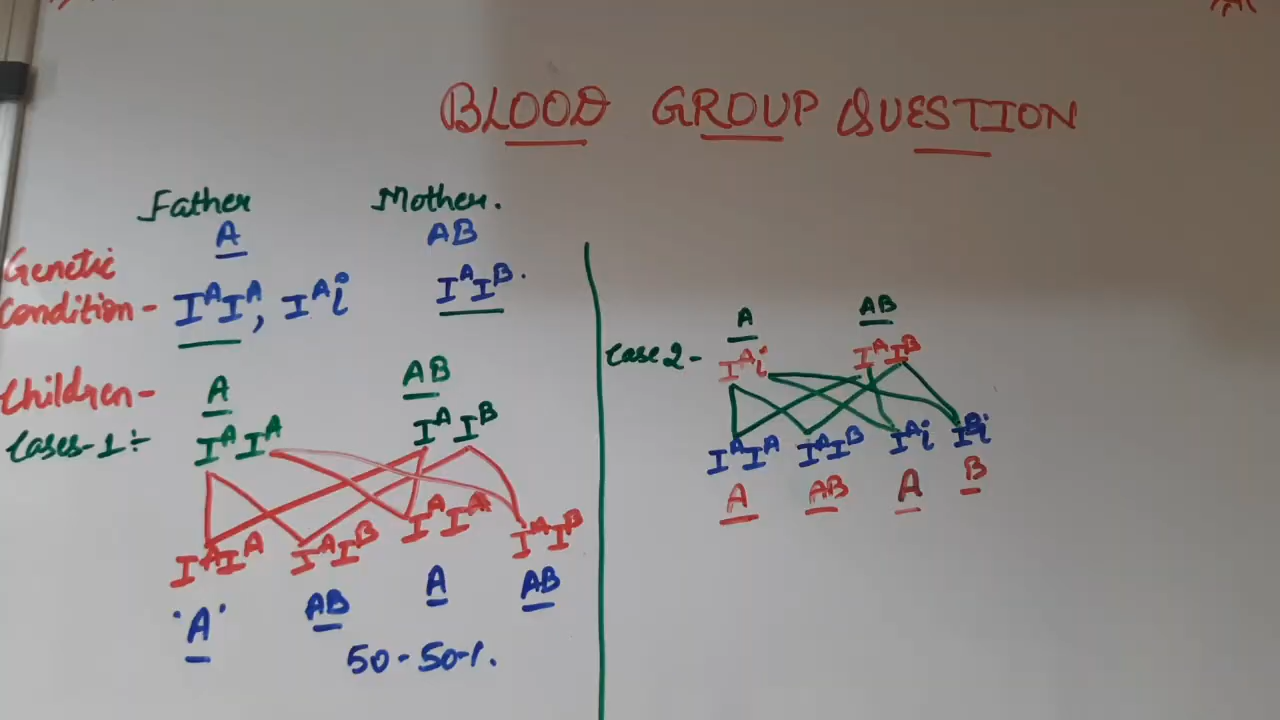 BLOOD GROUP QUESTION
Father Mother.
A AB
Genetic
Condition - IᴬIᴬ, Iᴬi IᴬIᴮ.
Children- A AB
Cases-1:- IᴬIᴬ IᴬIᴮ
IᴬIᴬ IᴬIᴮ IᴬIᴬ IᴬIᴮ
'A' AB A AB
50-50%.
A AB
Case 2- Iᴬi IᴬIᴮ
IᴬIᴬ IᴬIᴮ Iᴬi Iᴮi
A AB A B